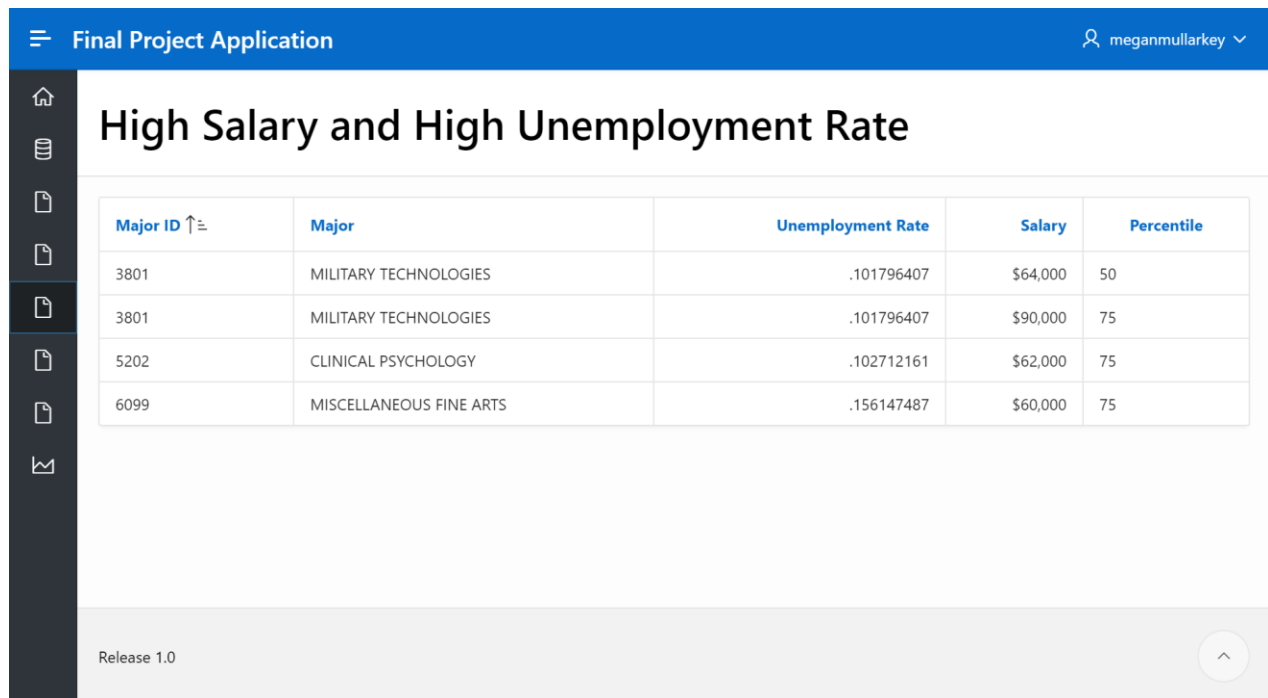 Final Project Application meganmullarkey
High Salary and High Unemployment Rate
Major ID Major Unemployment Rate Salary Percentile
3801 MILITARY TECHNOLOGIES .101796407 $64,000 50
3801 MILITARY TECHNOLOGIES .101796407 $90,000 75
5202 CLINICAL PSYCHOLOGY .102712161 $62,000 75
6099 MISCELLANEOUS FINE ARTS .156147487 $60,000 75
Release 1.0